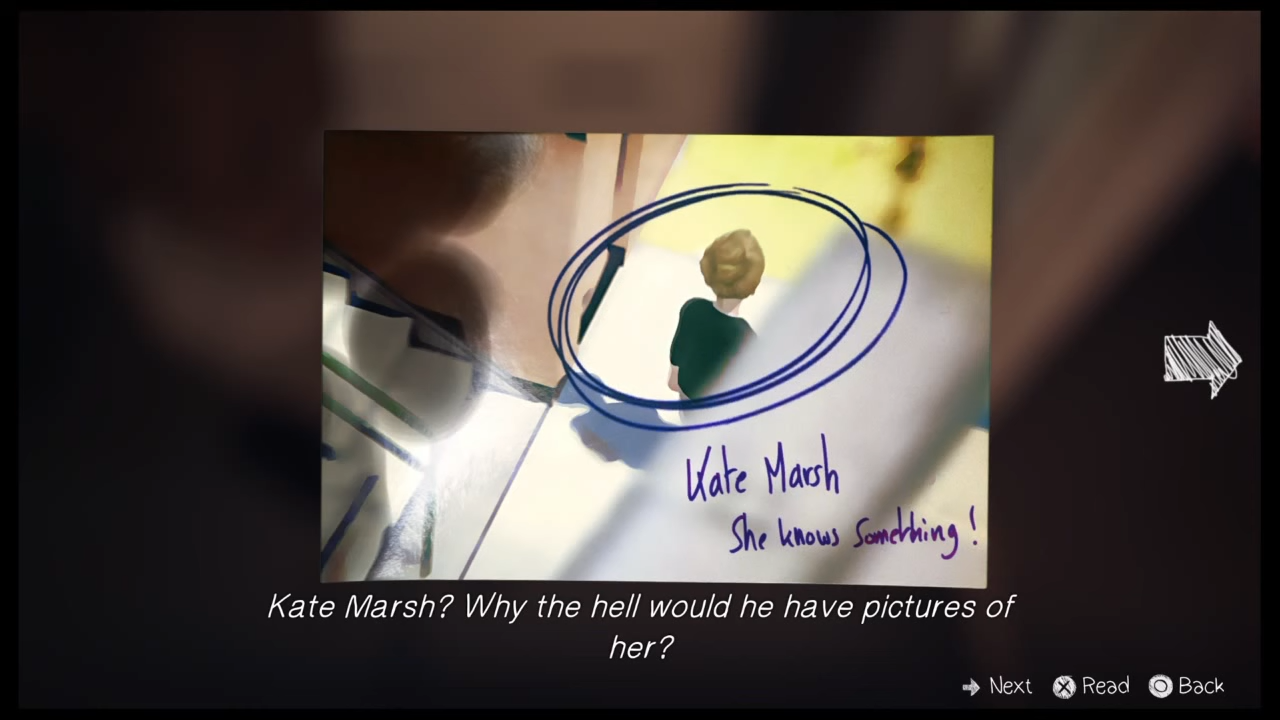 Kate Marsh
She knows something!
Kate Marsh? Why the hell would he have pictures of
her?
Next Read Back